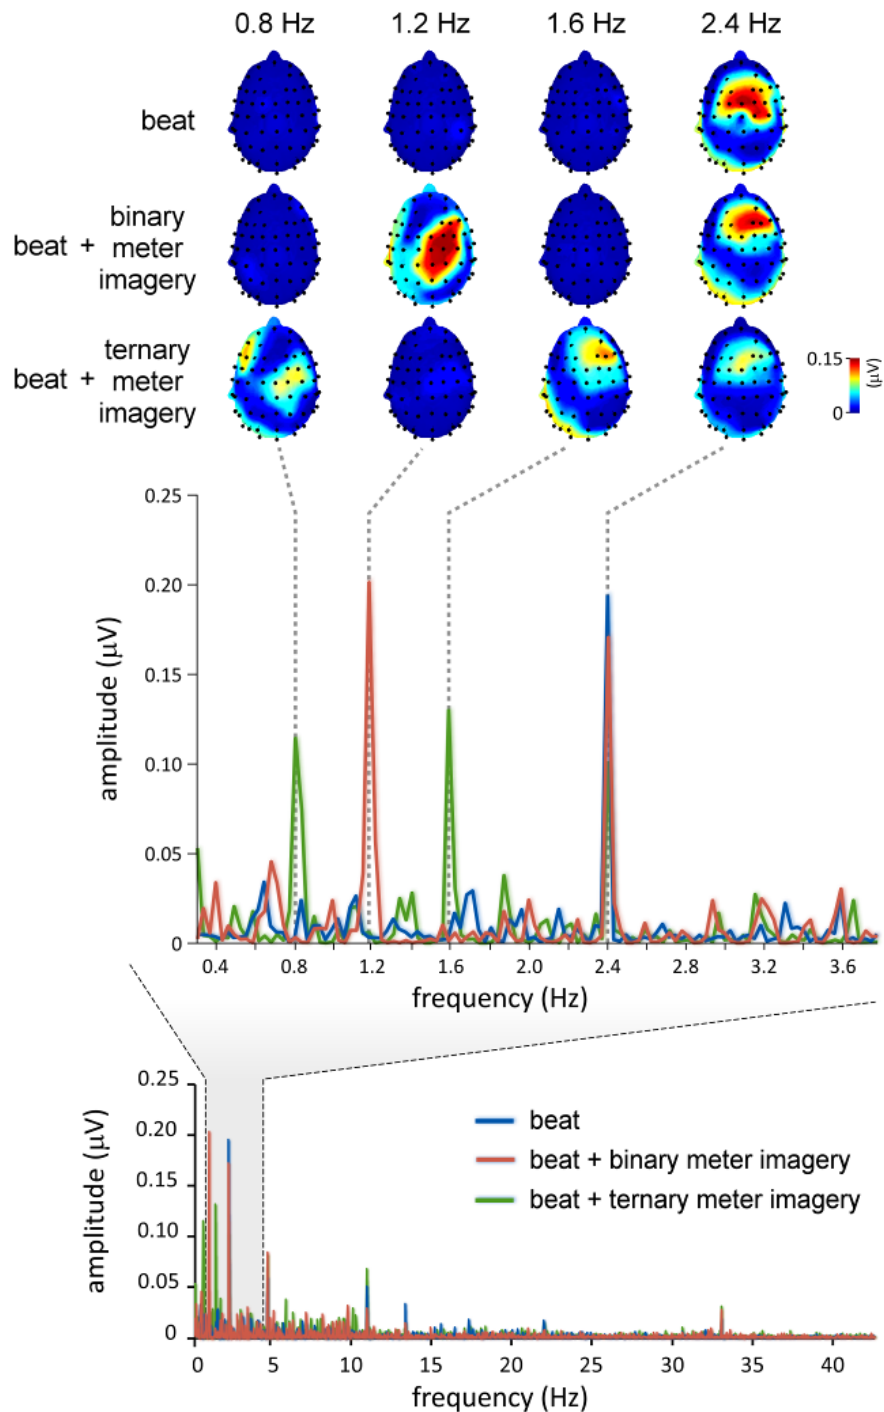 0.8 Hz 1.2 Hz 1.6 Hz 2.4 Hz
beat
beat + binary meter imagery
beat + ternary meter imagery
0.15
(µV)
0
0.25
0.20
0.15
0.10
0.05
0
amplitude (µV)
0.4 0.8 1.2 1.6 2.0 2.4 2.8 3.2 3.6
frequency (Hz)
0.25
0.20
0.15
0.10
0.05
0
amplitude (µV)
beat
beat + binary meter imagery
beat + ternary meter imagery
0 5 10 15 20 25 30 35 40
frequency (Hz)